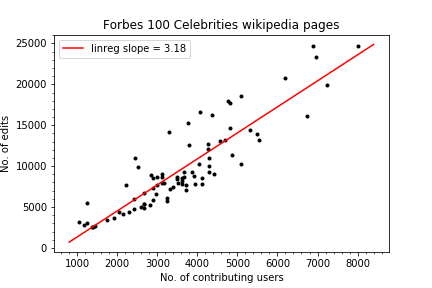 Forbes 100 Celebrities wikipedia pages
linreg slope = 3.18
No. of edits
25000
20000
15000
10000
5000
0
1000 2000 3000 4000 5000 6000 7000 8000
No. of contributing users